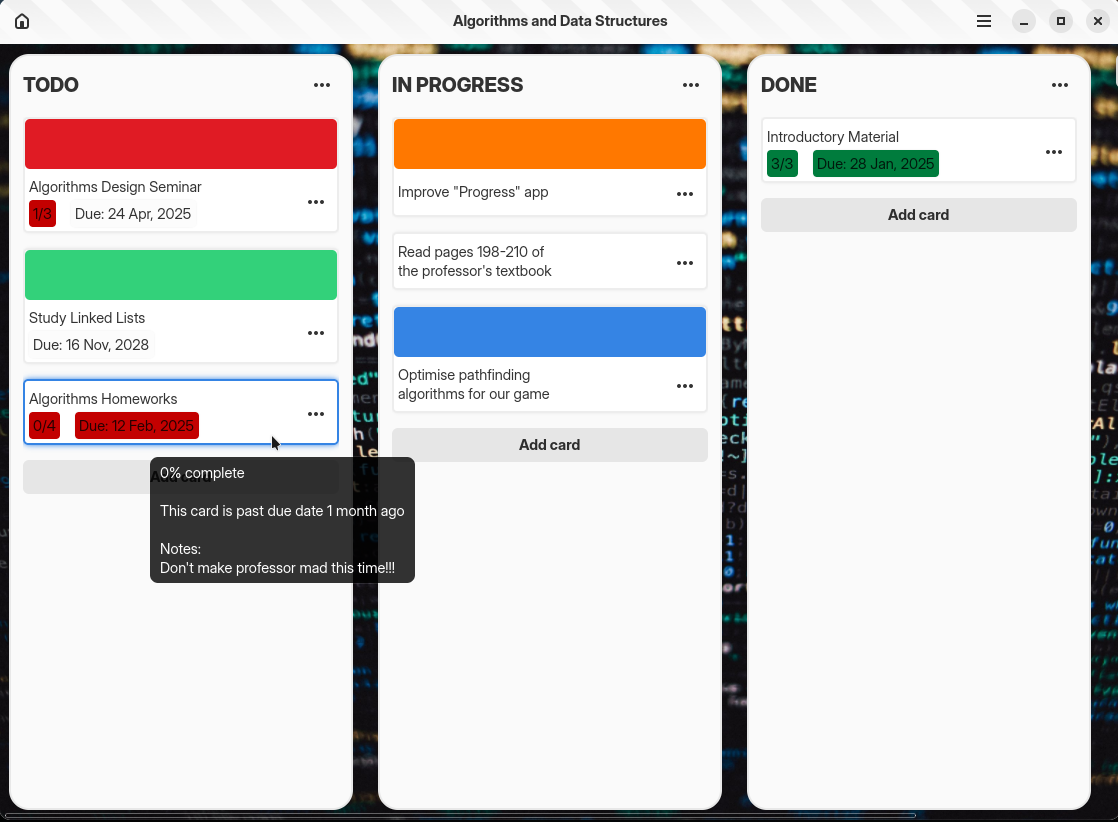 Algorithms and Data Structures
TODO
Algorithms Design Seminar
1/3
Due: 24 Apr, 2025
Study Linked Lists
Due: 16 Nov, 2028
Algorithms Homeworks
0/4
Due: 12 Feb, 2025
Add card
0% complete
This card is past due date 1 month ago
Notes:
Don't make professor mad this time!!!
IN PROGRESS
Improve "Progress" app
Read pages 198-210 of
the professor's textbook
Optimise pathfinding
algorithms for our game
Add card
DONE
Introductory Material
3/3
Due: 28 Jan, 2025
Add card